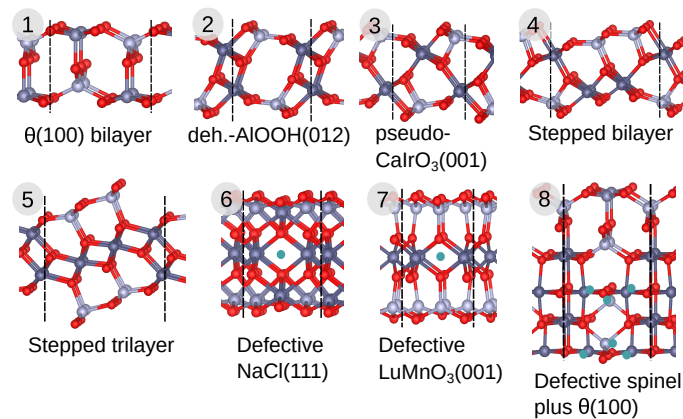 1
2
3
4
θ(100) bilayer
deh.-AlOOH(012)
pseudo-
CaIrO₃(001)
Stepped bilayer
5
6
7
8
Stepped trilayer
Defective
NaCl(111)
Defective
LuMnO₃(001)
Defective spinel
plus θ(100)